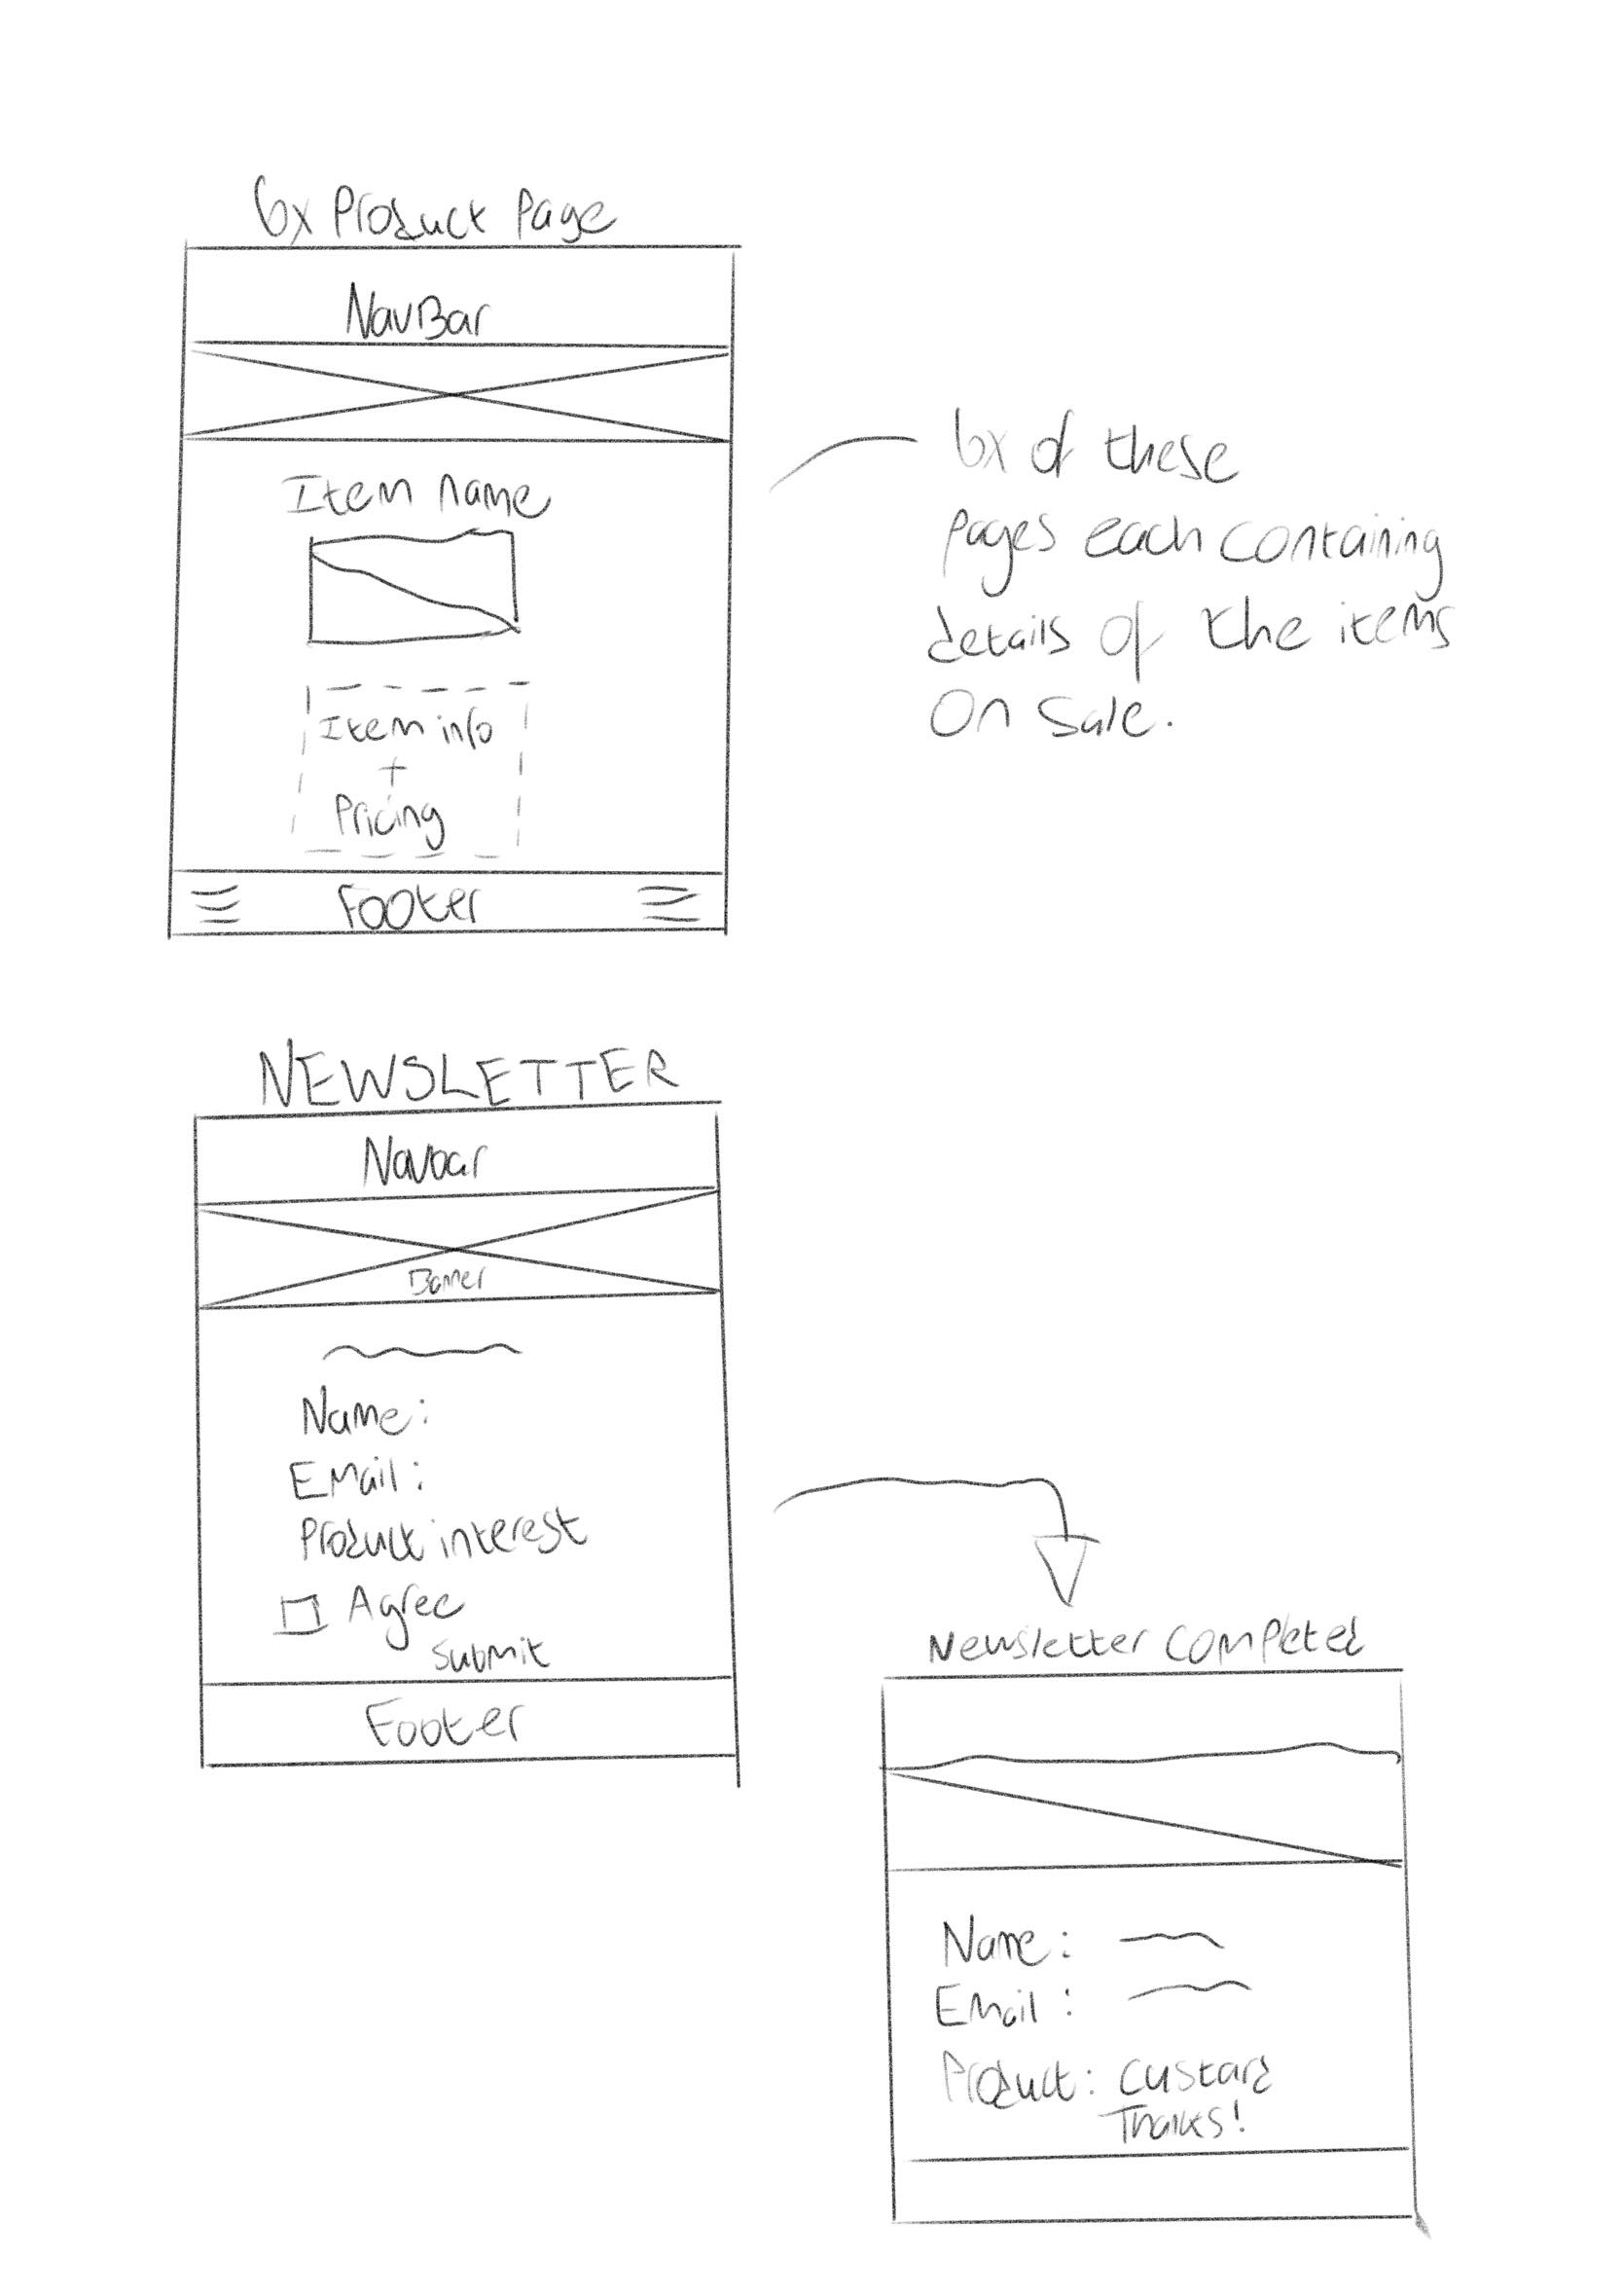 6x Product Page
NavBar
Item name
Item info
+
Pricing
Footer
6x of these
pages each containing
details of the items
on sale.
NEWSLETTER
Navbar
Banner
Name:
Email:
Product interest
Agree
Submit
Footer
Newsletter completed
Name:
Email:
Product: Custard
Thanks!